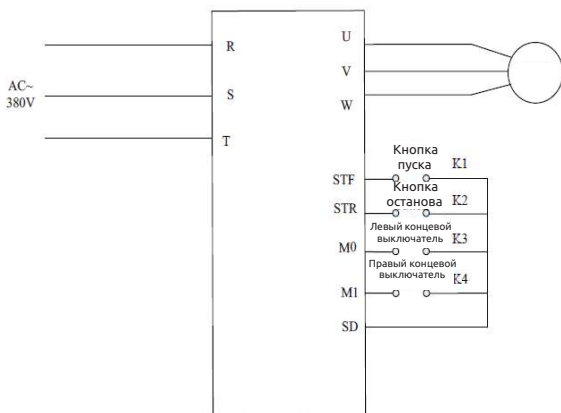 AC~
380V
R
S
T
U
V
W
Кнопка
пуска
K1
STF
Кнопка
останова
K2
STR
Левый концевой
выключатель
K3
M0
Правый концевой
выключатель
K4
M1
SD